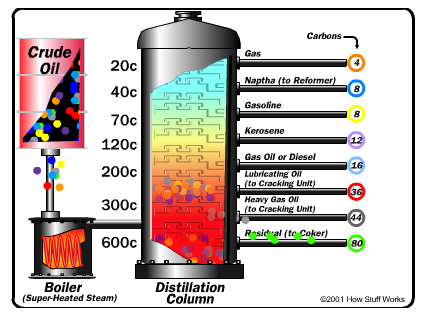 Crude
Oil
Carbons
20c
Gas
4
40c
Naptha (to Reformer)
8
70c
Gasoline
8
120c
Kerosene
12
200c
Gas Oil or Diesel
16
Lubricating Oil
(to Cracking Unit)
36
300c
Heavy Gas Oil
(to Cracking Unit)
44
600c
Residual (to Coker)
80
Boiler
(Super-Heated Steam)
Distillation
Column
©2001 How Stuff Works